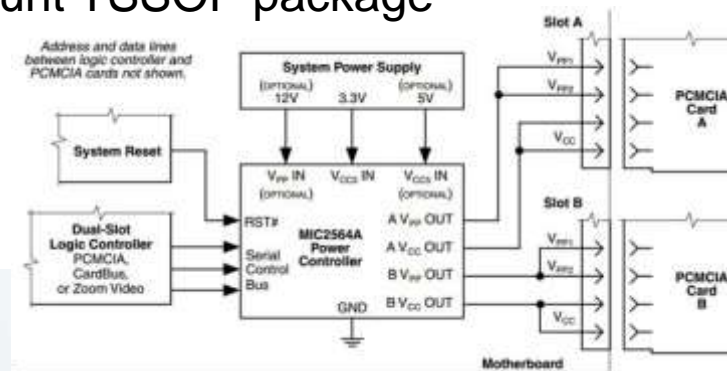 unt TSSOP package
Address and data lines
between logic controller and
PCMCIA cards not shown.
System Power Supply
(OPTIONAL)
12V
3.3V
(OPTIONAL)
5V
System Reset
VPP IN
(OPTIONAL)
VCC3 IN
VCC5 IN
(OPTIONAL)
RST#
MIC2564A
Power
Controller
Serial
Control
Bus
GND
A VPP OUT
A VCC OUT
B VPP OUT
B VCC OUT
Dual-Slot
Logic Controller
PCMCIA,
CardBus,
or Zoom Video
Slot A
VPP1
VPP2
VCC
PCMCIA
Card
A
Slot B
VPP1
VPP2
VCC
PCMCIA
Card
B
Motherboard